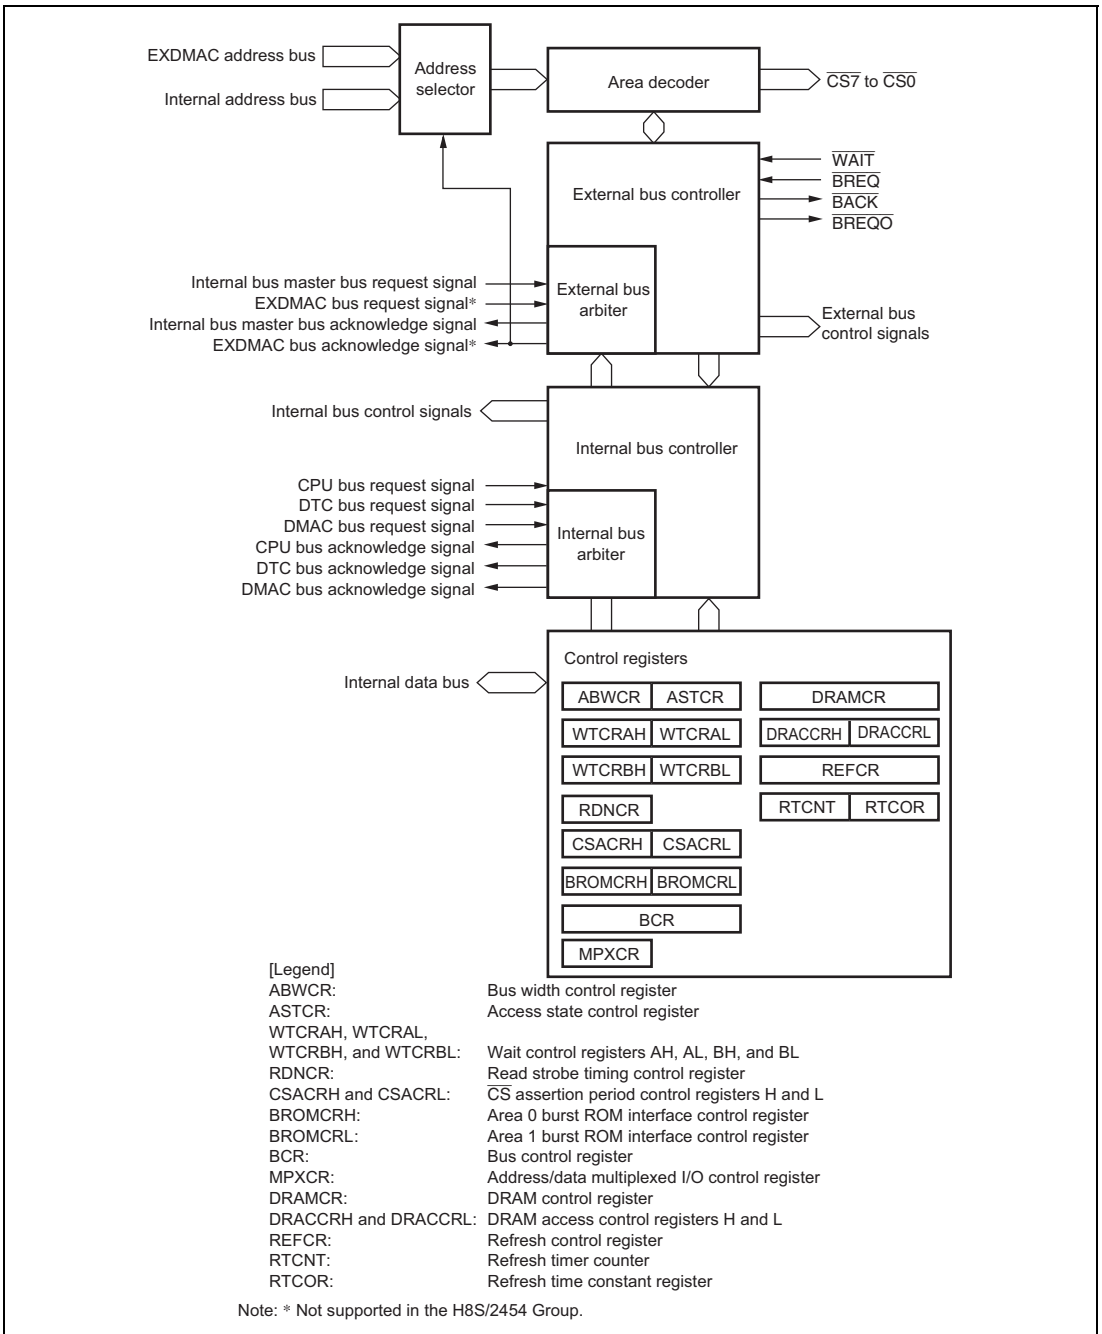 EXDMAC address bus
Internal address bus
Address
selector
Area decoder
CS7 to CS0
External bus controller
WAIT
BREQ
BACK
BREQO
Internal bus master bus request signal
EXDMAC bus request signal*
Internal bus master bus acknowledge signal
EXDMAC bus acknowledge signal*
External bus
arbiter
External bus
control signals
Internal bus control signals
Internal bus controller
CPU bus request signal
DTC bus request signal
DMAC bus request signal
CPU bus acknowledge signal
DTC bus acknowledge signal
DMAC bus acknowledge signal
Internal bus
arbiter
Internal data bus
Control registers
ABWCR ASTCR DRAMCR
WTCRAH WTCRAL DRACCRH DRACCRL
WTCRBH WTCRBL REFCR
RDNCR RTCNT RTCOR
CSACRH CSACRL
BROMCRH BROMCRL
BCR
MPXCR
[Legend]
ABWCR: Bus width control register
ASTCR: Access state control register
WTCRAH, WTCRAL,
WTCRBH, and WTCRBL: Wait control registers AH, AL, BH, and BL
RDNCR: Read strobe timing control register
CSACRH and CSACRL: CS assertion period control registers H and L
BROMCRH: Area 0 burst ROM interface control register
BROMCRL: Area 1 burst ROM interface control register
BCR: Bus control register
MPXCR: Address/data multiplexed I/O control register
DRAMCR: DRAM control register
DRACCRH and DRACCRL: DRAM access control registers H and L
REFCR: Refresh control register
RTCNT: Refresh timer counter
RTCOR: Refresh time constant register
Note: * Not supported in the H8S/2454 Group.